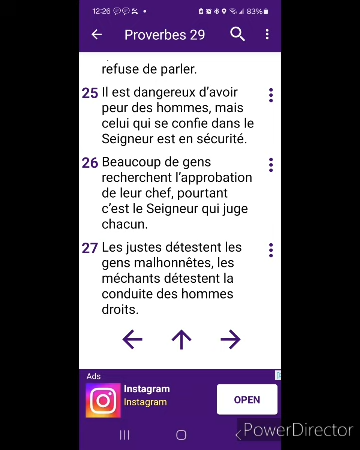 12:26
83%
Proverbes 29
refuse de parler.
25 Il est dangereux d'avoir
peur des hommes, mais
celui qui se confie dans le
Seigneur est en sécurité.
26 Beaucoup de gens
recherchent l'approbation
de leur chef, pourtant
c'est le Seigneur qui juge
chacun.
27 Les justes détestent les
gens malhonnêtes, les
méchants détestent la
conduite des hommes
droits.
Ads
Instagram
Instagram
OPEN
PowerDirector